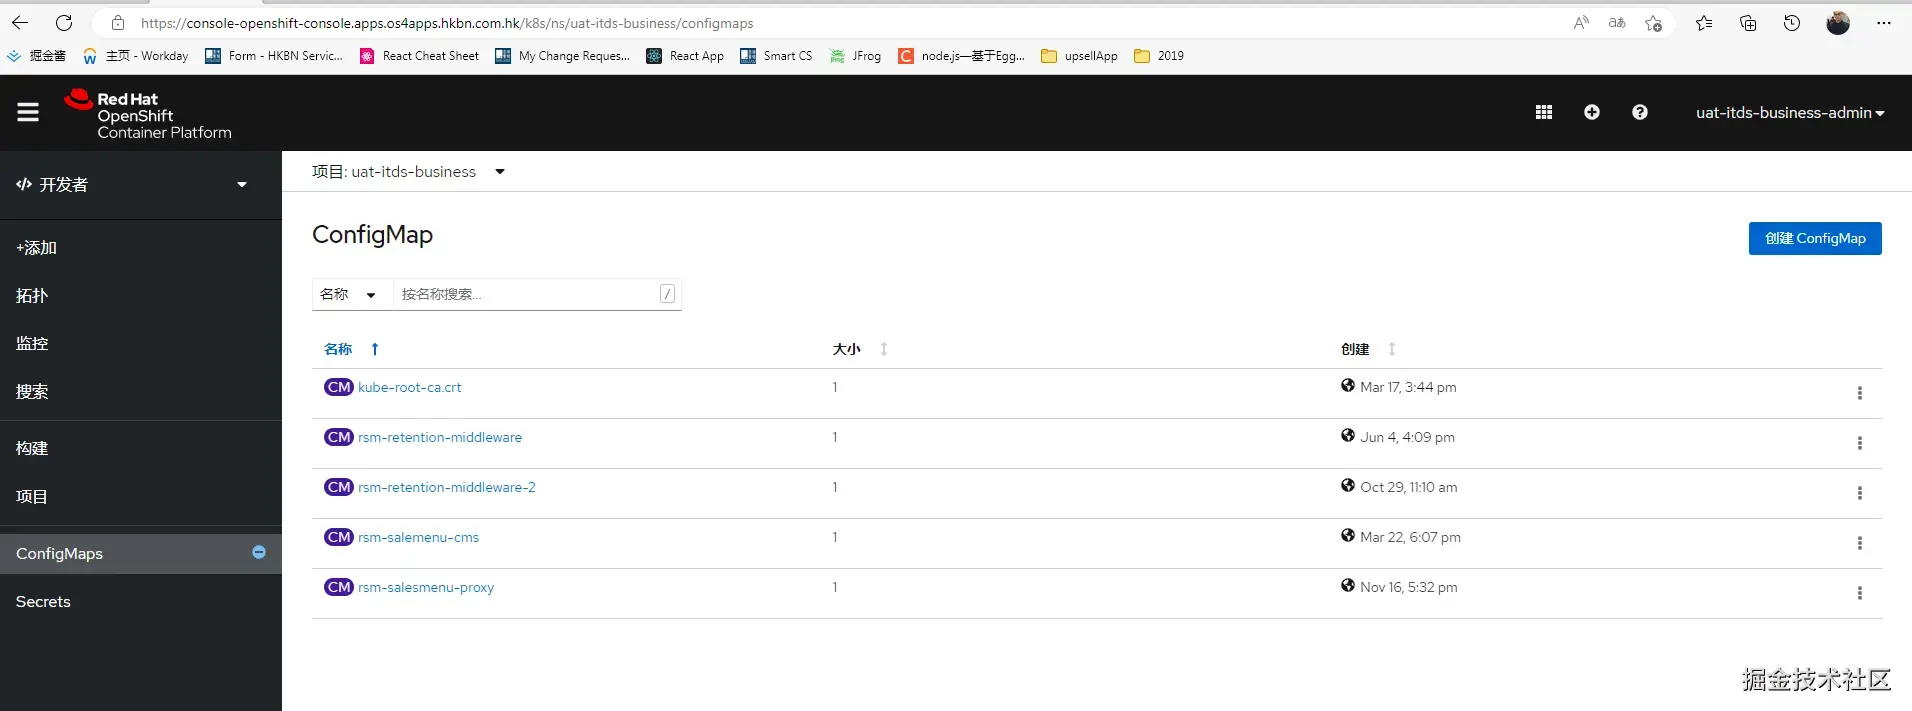 https://console-openshift-console.apps.os4apps.hkbn.com.hk/k8s/ns/uat-itds-business/configmaps
掘金酱 主页 - Workday Form - HKBN Servic... React Cheat Sheet My Change Reques... React App Smart CS JFrog node.js—基于Egg... upsellApp 2019
Red Hat
OpenShift
Container Platform
uat-itds-business-admin
开发者
+添加
拓扑
监控
搜索
构建
项目
ConfigMaps
Secrets
项目: uat-itds-business
ConfigMap
创建 ConfigMap
名称 按名称搜索... /
名称 大小 创建
CM kube-root-ca.crt 1 Mar 17, 3:44 pm
CM rsm-retention-middleware 1 Jun 4, 4:09 pm
CM rsm-retention-middleware-2 1 Oct 29, 11:10 am
CM rsm-salemenu-cms 1 Mar 22, 6:07 pm
CM rsm-salesmenu-proxy 1 Nov 16, 5:32 pm
掘金技术社区